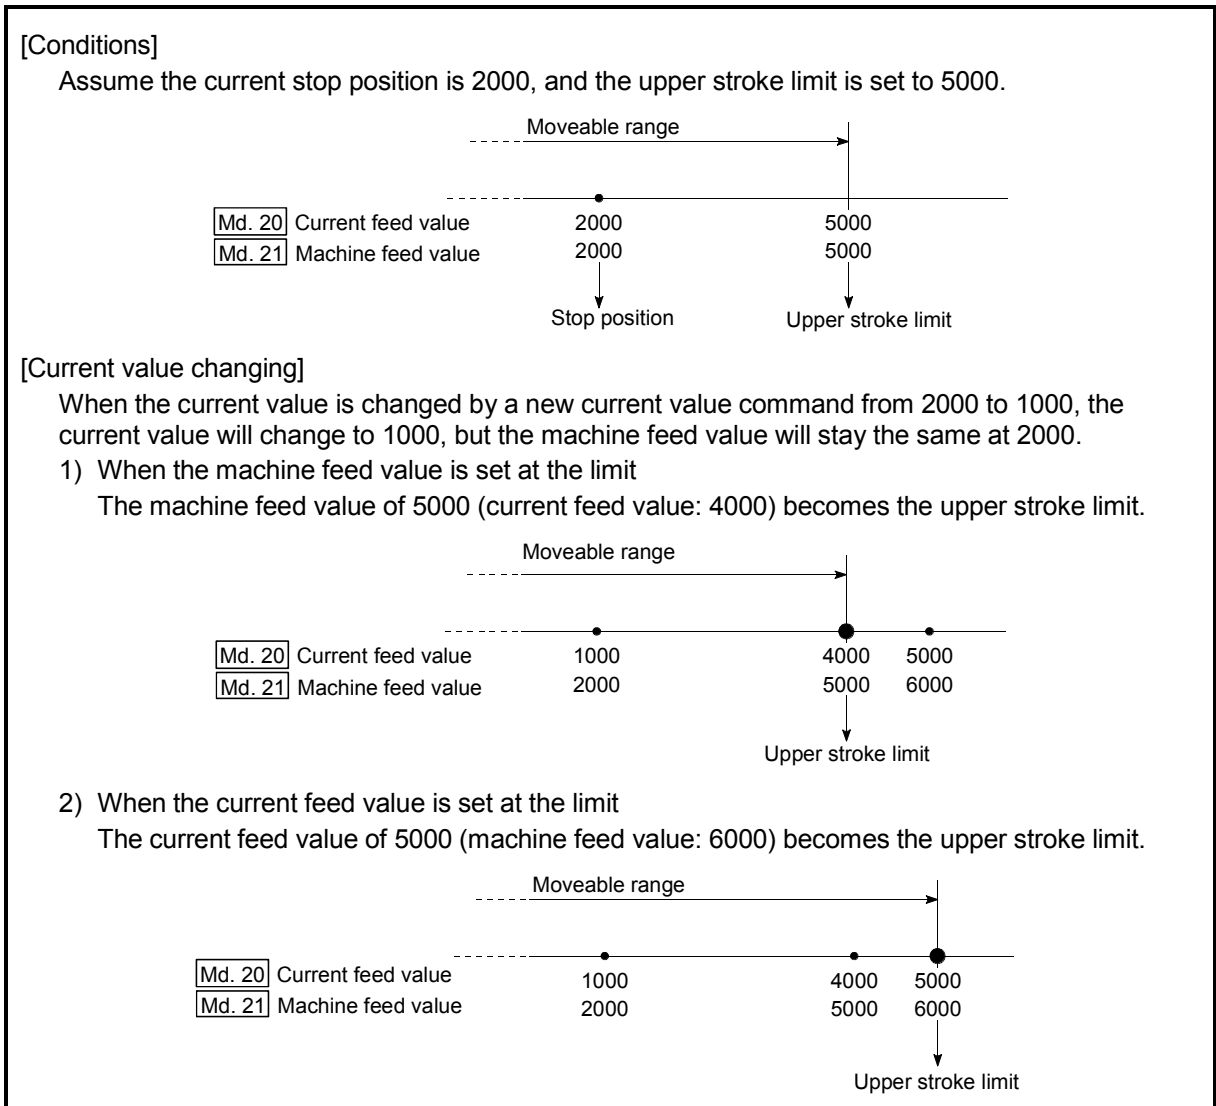 [Conditions]
Assume the current stop position is 2000, and the upper stroke limit is set to 5000.
Moveable range
Md. 20 Current feed value 2000 5000
Md. 21 Machine feed value 2000 5000
Stop position Upper stroke limit
[Current value changing]
When the current value is changed by a new current value command from 2000 to 1000, the
current value will change to 1000, but the machine feed value will stay the same at 2000.
1) When the machine feed value is set at the limit
The machine feed value of 5000 (current feed value: 4000) becomes the upper stroke limit.
Moveable range
Md. 20 Current feed value 1000 4000 5000
Md. 21 Machine feed value 2000 5000 6000
Upper stroke limit
2) When the current feed value is set at the limit
The current feed value of 5000 (machine feed value: 6000) becomes the upper stroke limit.
Moveable range
Md. 20 Current feed value 1000 4000 5000
Md. 21 Machine feed value 2000 5000 6000
Upper stroke limit